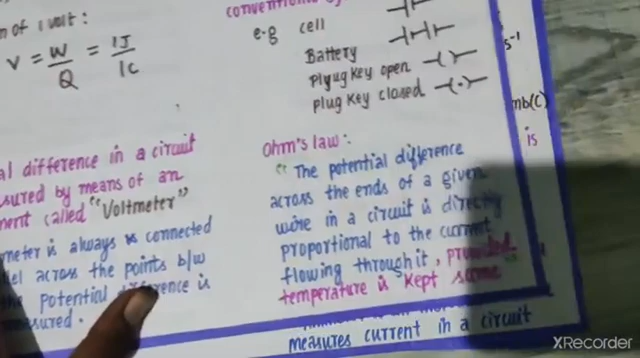 n of 1 volt:
V = W/Q = 1J/1C
al difference in a circuit
sured by means of an
ment called "Voltmeter"
meter is always connected
lel across the points b/w
the potential difference is
measured.
conventional
e.g cell
Battery
Plyug key open
Plug key closed
Ohm's law:
"The potential difference
across the ends of a given
wire in a circuit is directly
proportional to the current
flowing through it, provided
temperature is kept same"
s-1
mb(C)
is
measures current in a circuit
XRecorder